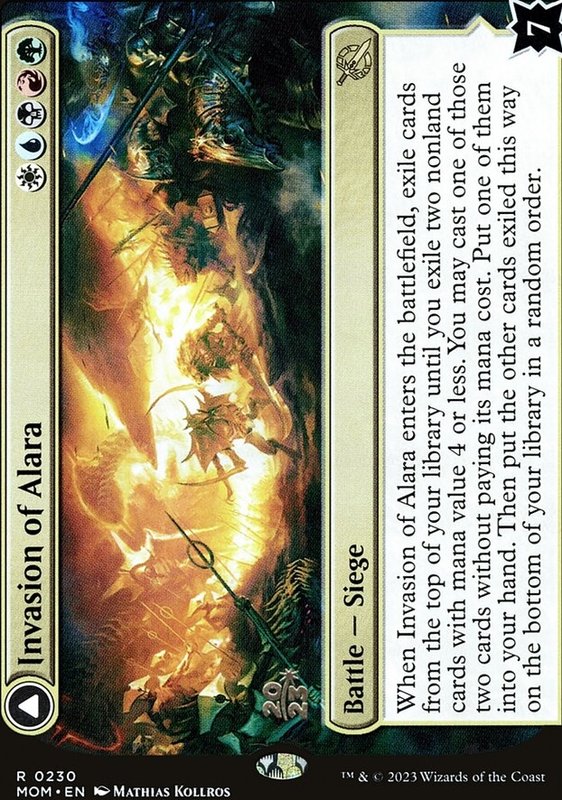 Invasion of Alara
2023
Battle — Siege
When Invasion of Alara enters the battlefield, exile cards
from the top of your library until you exile two nonland
cards with mana value 4 or less. You may cast one of those
two cards without paying its mana cost. Put one of them
into your hand. Then put the other cards exiled this way
on the bottom of your library in a random order.
7
R 0230
MOM • EN Mathias Kollros
™ & © 2023 Wizards of the Coast